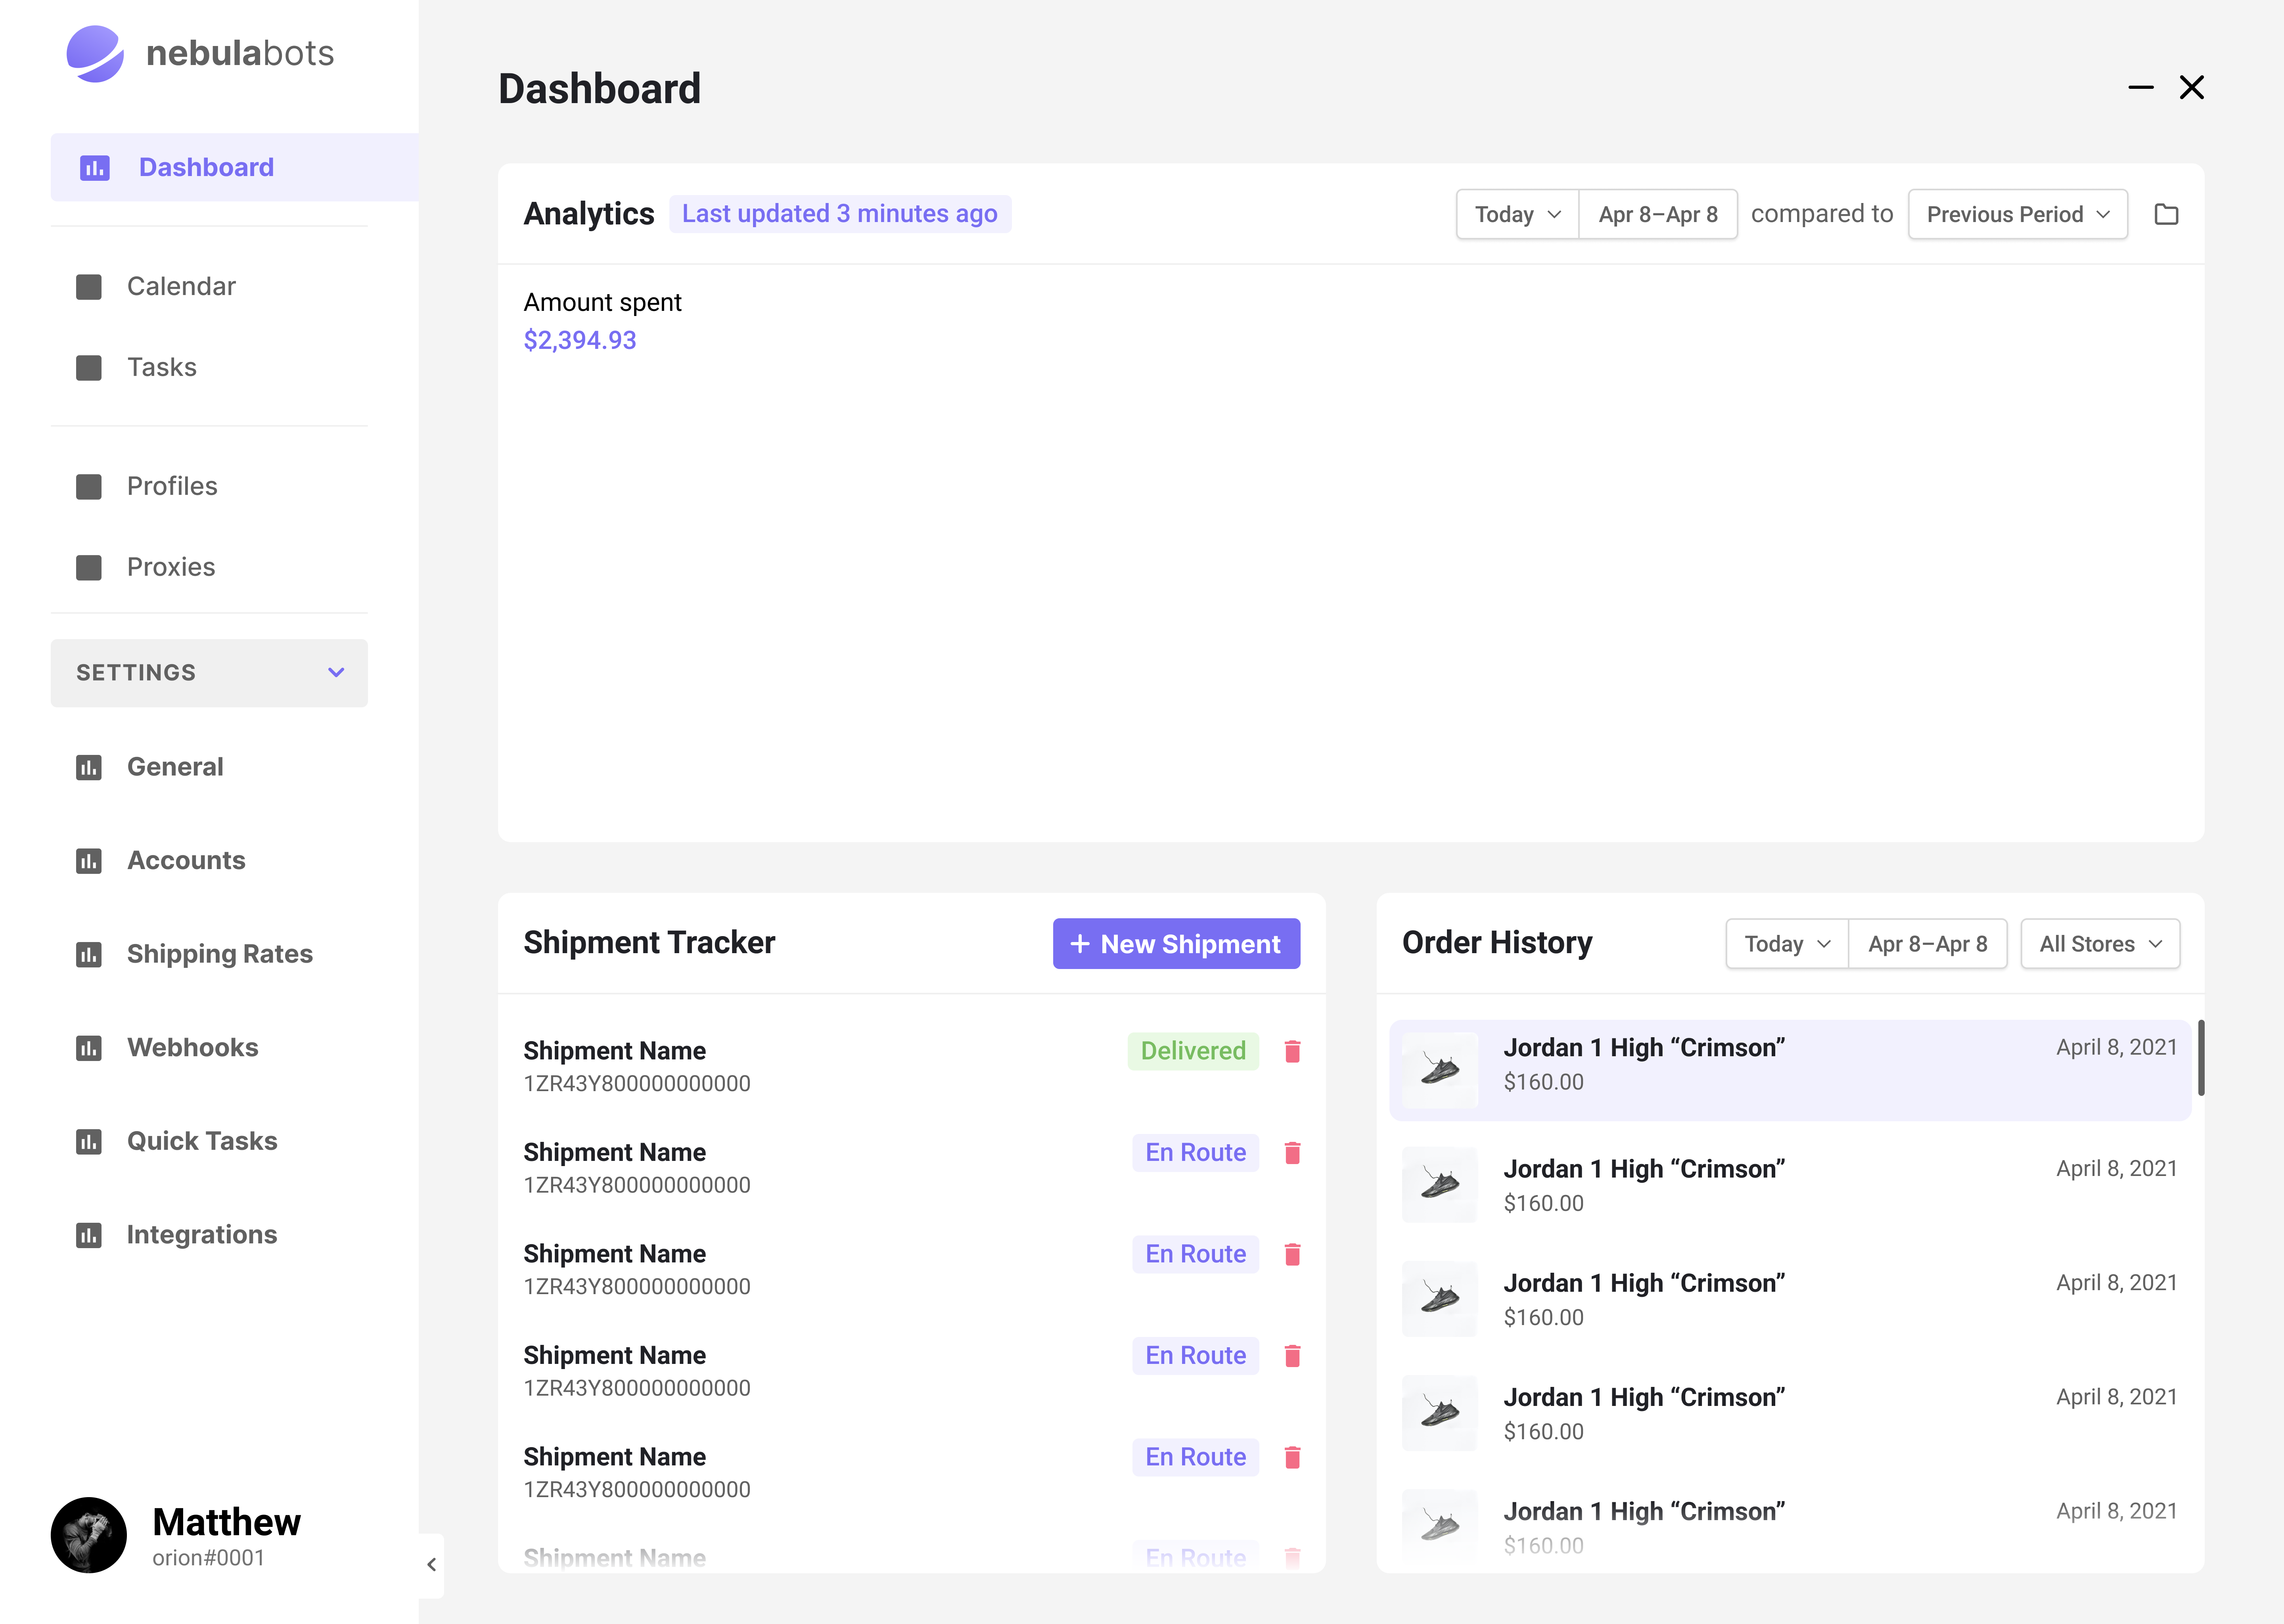 nebulabots
Dashboard
Calendar
Tasks
Profiles
Proxies
SETTINGS
General
Accounts
Shipping Rates
Webhooks
Quick Tasks
Integrations
Matthew
orion#0001
Dashboard
Analytics Last updated 3 minutes ago Today Apr 8–Apr 8 compared to Previous Period
Amount spent
$2,394.93
Shipment Tracker + New Shipment
Shipment Name Delivered
1ZR43Y800000000000
Shipment Name En Route
1ZR43Y800000000000
Shipment Name En Route
1ZR43Y800000000000
Shipment Name En Route
1ZR43Y800000000000
Shipment Name En Route
1ZR43Y800000000000
Shipment Name En Route
Order History Today Apr 8–Apr 8 All Stores
Jordan 1 High “Crimson” April 8, 2021
$160.00
Jordan 1 High “Crimson” April 8, 2021
$160.00
Jordan 1 High “Crimson” April 8, 2021
$160.00
Jordan 1 High “Crimson” April 8, 2021
$160.00
Jordan 1 High “Crimson” April 8, 2021
$160.00